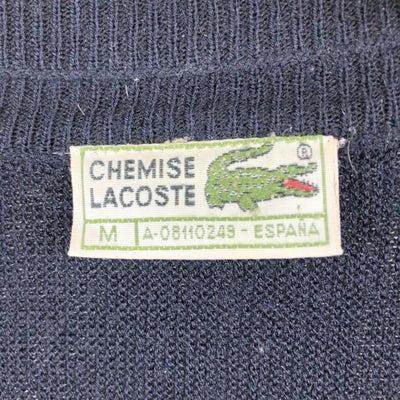 CHEMISE
LACOSTE
®
M A-08110249 - ESPAÑA